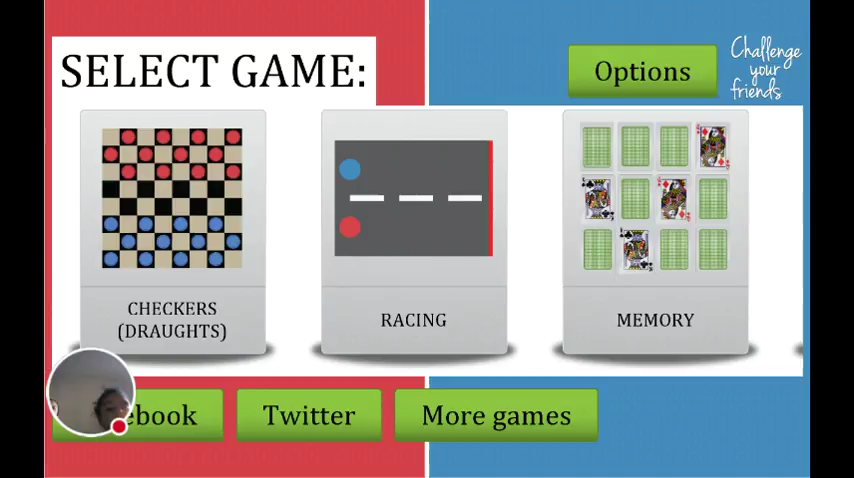 SELECT GAME:
Options
Challenge
your
friends
CHECKERS
(DRAUGHTS)
RACING
MEMORY
ebook
Twitter
More games